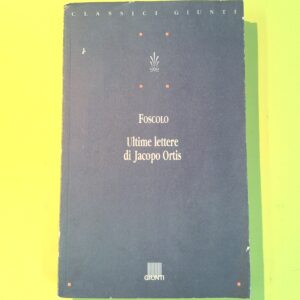 CLASSICI GIUNTI
FOSCOLO
Ultime lettere
di Jacopo Ortis
GIUNTI